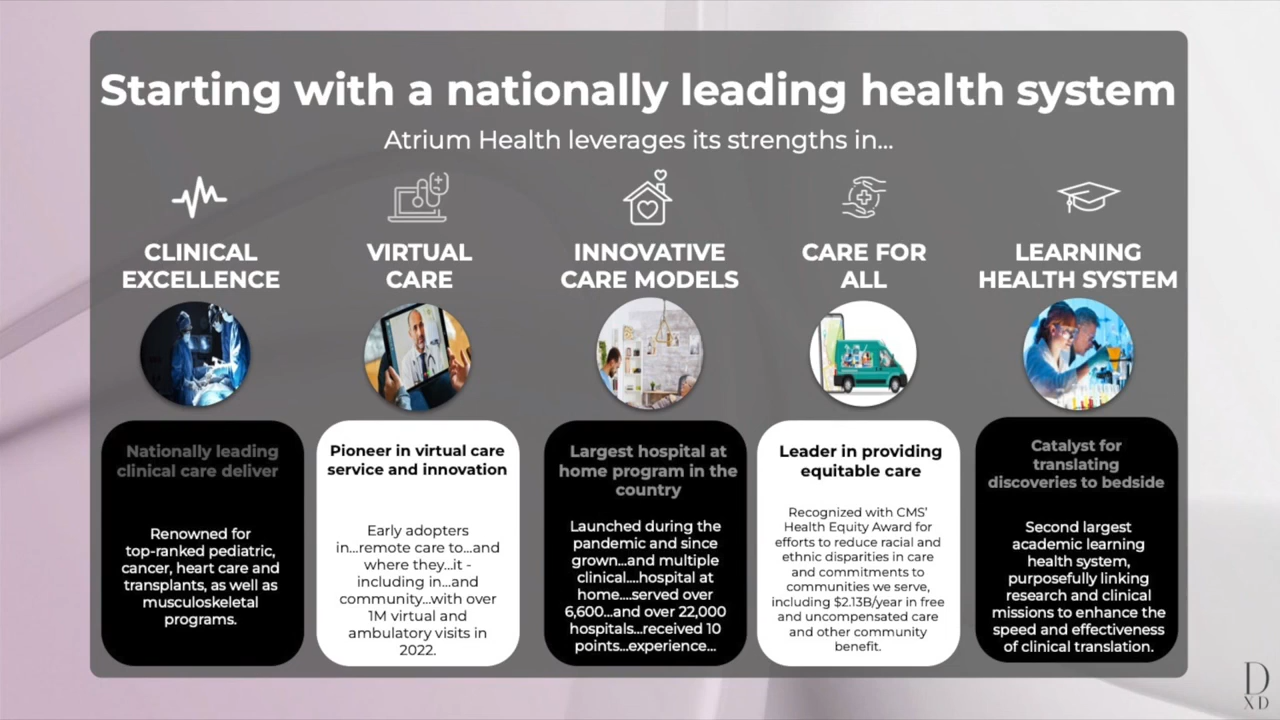 Starting with a nationally leading health system
Atrium Health leverages its strengths in...
CLINICAL
EXCELLENCE
Nationally leading
clinical care deliver
Renowned for
top-ranked pediatric,
cancer, heart care and
transplants, as well as
musculoskeletal
programs.
VIRTUAL
CARE
Pioneer in virtual care
service and innovation
Early adopters
in...remote care to...and
where they...it -
including in...and
community...with over
1M virtual and
ambulatory visits in
2022.
INNOVATIVE
CARE MODELS
Largest hospital at
home program in the
country
Launched during the
pandemic and since
grown...and multiple
clinical....hospital at
home....served over
6,600...and over 22,000
hospitals...received 10
points...experience...
CARE FOR
ALL
Leader in providing
equitable care
Recognized with CMS'
Health Equity Award for
efforts to reduce racial and
ethnic disparities in care
and commitments to
communities we serve,
including $2.13B/year in free
and uncompensated care
and other community
benefit.
LEARNING
HEALTH SYSTEM
Catalyst for
translating
discoveries to bedside
Second largest
academic learning
health system,
purposefully linking
research and clinical
missions to enhance the
speed and effectiveness
of clinical translation.
D
XD